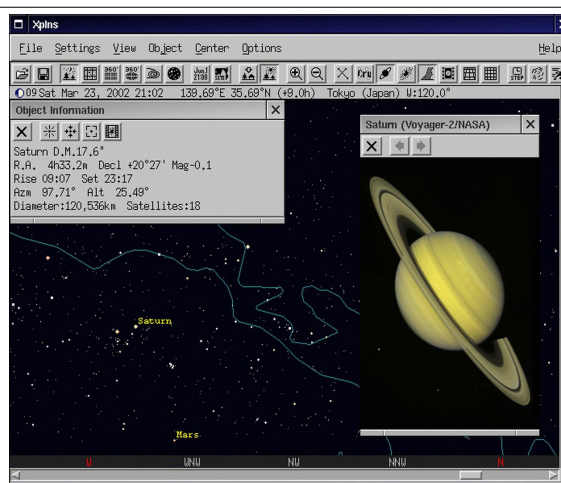 Xplns
File Settings View Object Center Options Help
09 Sat Mar 23, 2002 21:02 139.69°E 35.69°N (+9.0h) Tokyo (Japan) W:120.0°
Object Information
Saturn D.M.17.6"
R.A. 4h33.2m Decl +20°27' Mag-0.1
Rise 09:07 Set 23:17
Azm 97.71° Alt 25.49°
Diameter:120,536km Satellites:18
Saturn (Voyager-2/NASA)
Saturn
Mars
W WNW NW NNW N